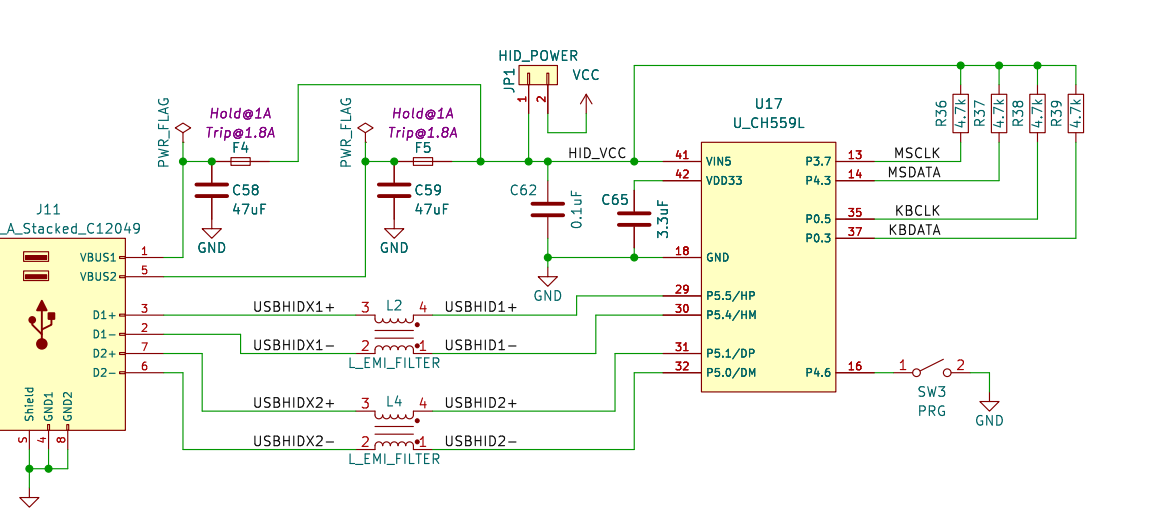 HID_POWER
JP1
1
2
VCC
PWR_FLAG
Hold@1A
Trip@1.8A
F4
PWR_FLAG
Hold@1A
Trip@1.8A
F5
C58
47uF
GND
C59
47uF
GND
HID_VCC
C62
0.1uF
C65
3.3uF
GND
U17
U_CH559L
41 VIN5
42 VDD33
18 GND
29 P5.5/HP
30 P5.4/HM
31 P5.1/DP
32 P5.0/DM
P3.7 13 MSCLK
P4.3 14 MSDATA
P0.5 35 KBCLK
P0.3 37 KBDATA
P4.6 16
R36 4.7k
R37 4.7k
R38 4.7k
R39 4.7k
1 2
SW3
PRG
GND
J11
_A_Stacked_C12049
VBUS1 1
VBUS2 5
D1+ 3
D1- 2
D2+ 7
D2- 6
Shield
GND1
GND2
S
4
8
USBHIDX1+ 3 L2 4 USBHID1+
USBHIDX1- 2 1 USBHID1-
L_EMI_FILTER
USBHIDX2+ 3 L4 4 USBHID2+
USBHIDX2- 2 1 USBHID2-
L_EMI_FILTER